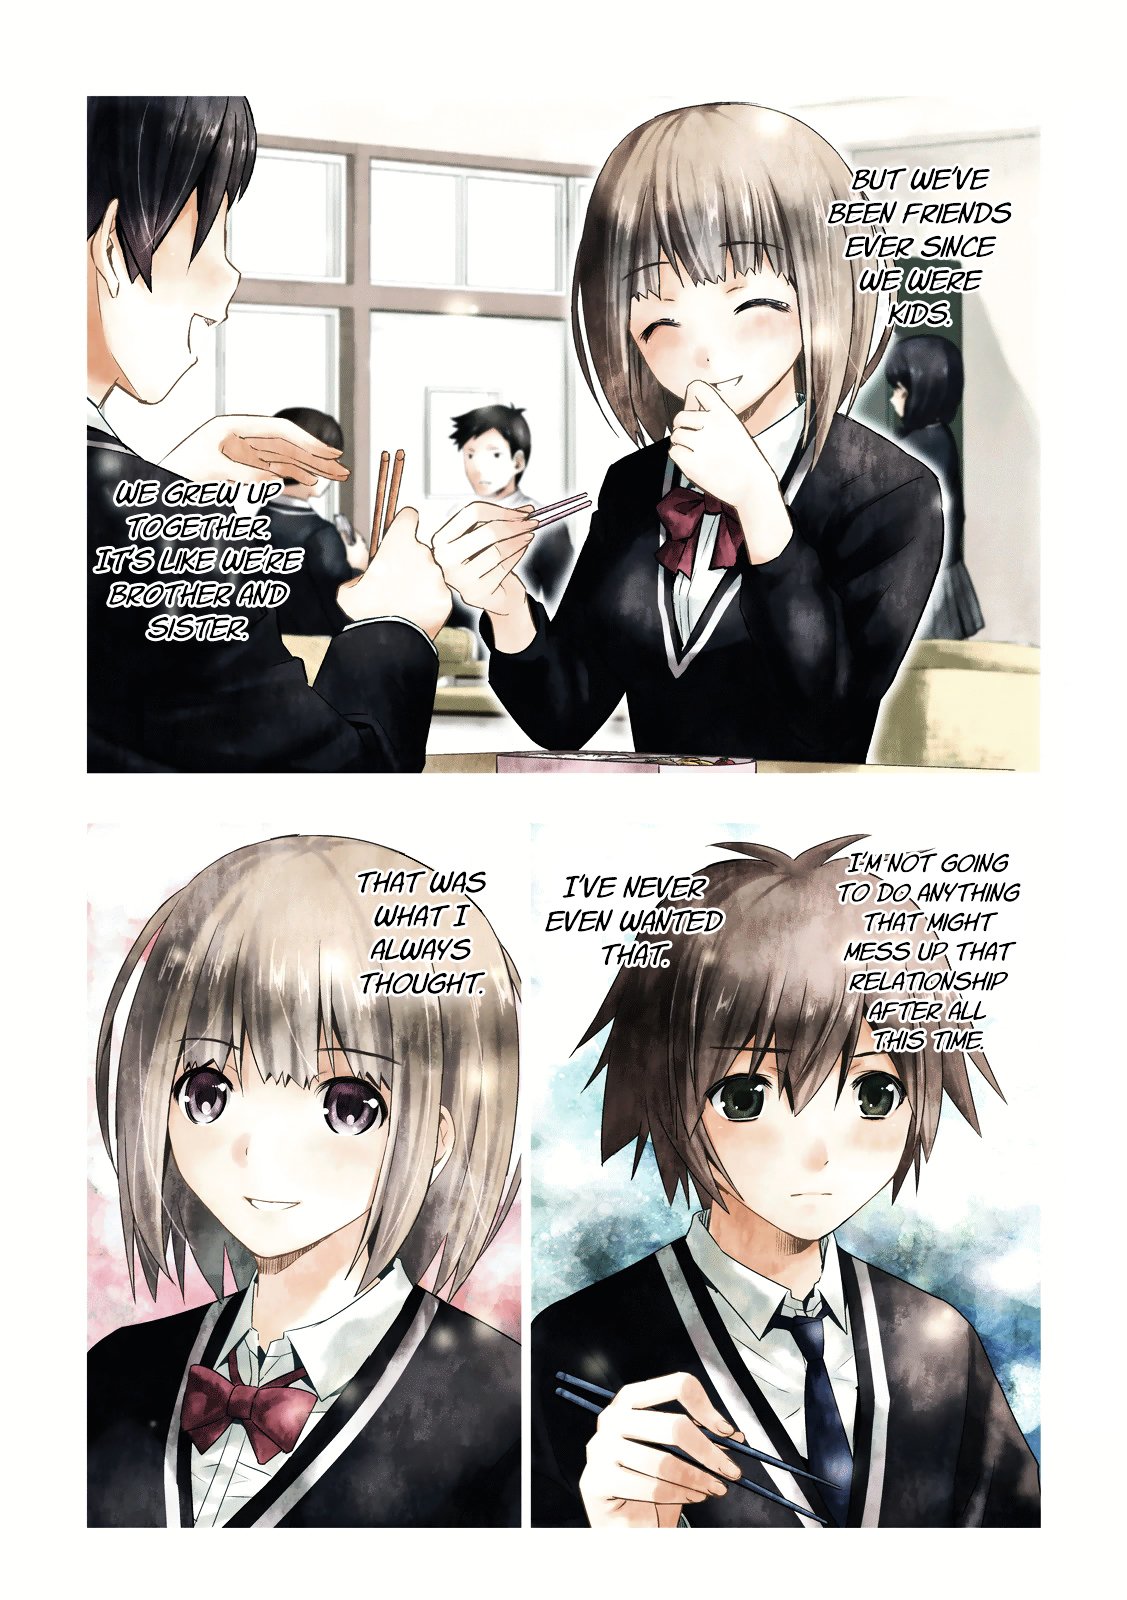 BUT WE'VE
BEEN FRIENDS
EVER SINCE
WE WERE
KIDS.
WE GREW UP
TOGETHER.
IT'S LIKE WE'RE
BROTHER AND
SISTER.
I'M NOT GOING
TO DO ANYTHING
THAT MIGHT
MESS UP THAT
RELATIONSHIP
AFTER ALL
THIS TIME.
I'VE NEVER
EVEN WANTED
THAT.
THAT WAS
WHAT I
ALWAYS
THOUGHT.